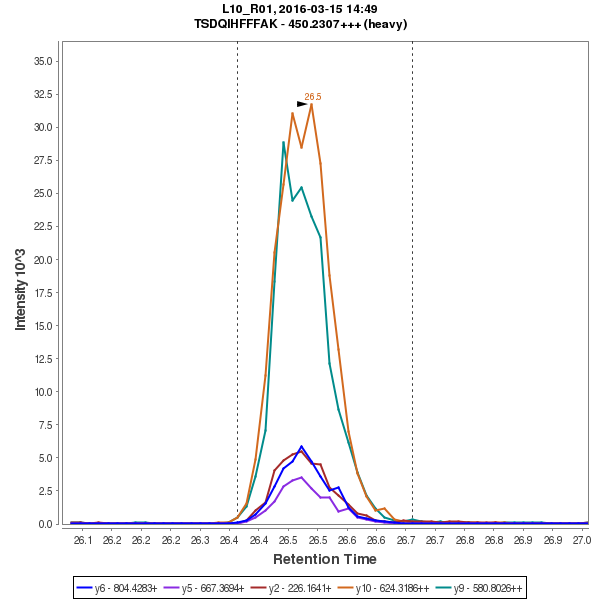 L10_R01, 2016-03-15 14:49
TSDQIHFFFAK - 450.2307+++ (heavy)
26.5
35.0
32.5
30.0
27.5
25.0
22.5
20.0
17.5
15.0
12.5
10.0
7.5
5.0
2.5
0.0
Intensity 10^3
26.1 26.2 26.2 26.2 26.3 26.4 26.4 26.5 26.5 26.6 26.6 26.7 26.8 26.8 26.8 26.9 26.9 27.0
Retention Time
y6 - 804.4283+ y5 - 667.3694+ y2 - 226.1641+ y10 - 624.3186++ y9 - 580.8026++